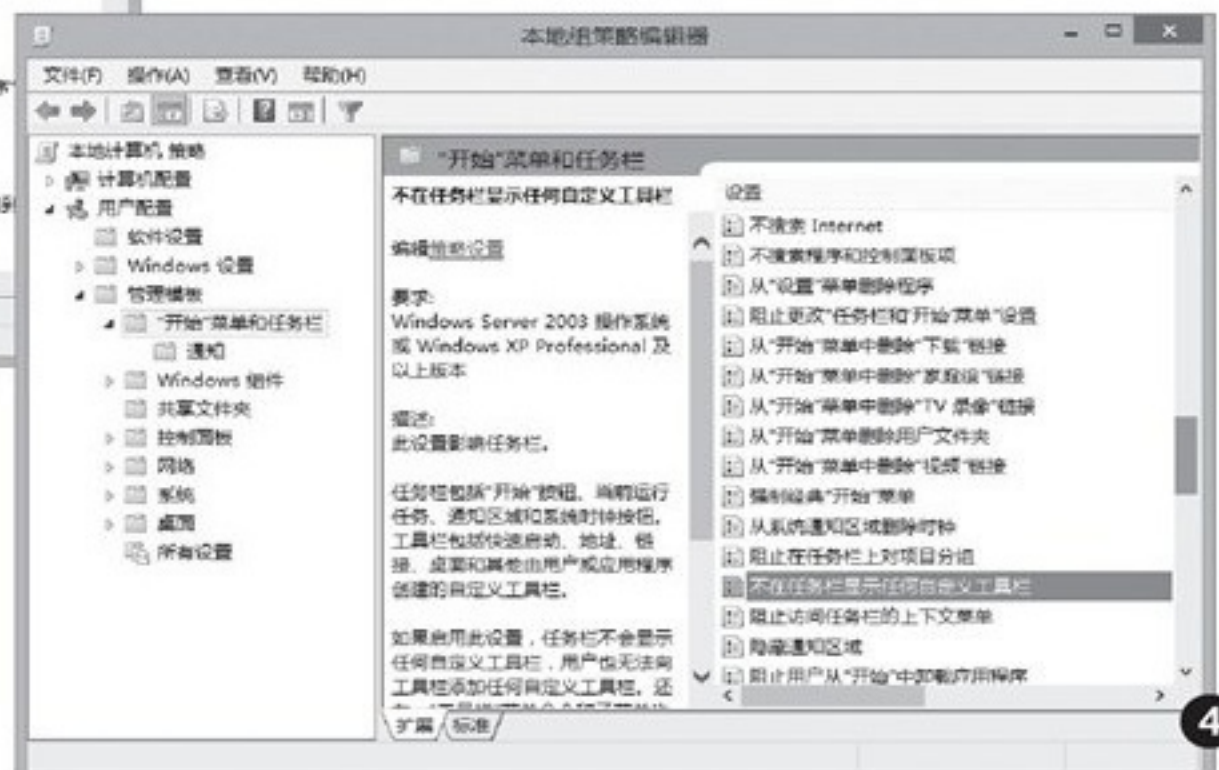 本地组策略编辑器
文件(F) 操作(A) 查看(V) 帮助(H)
本地计算机 策略
计算机配置
用户配置
软件设置
Windows 设置
管理模板
"开始"菜单和任务栏
通知
Windows 组件
共享文件夹
控制面板
网络
系统
桌面
所有设置
"开始"菜单和任务栏
不在任务栏显示任何自定义工具栏
编辑策略设置
要求:
Windows Server 2003 操作系统
或 Windows XP Professional 及
以上版本
描述:
此设置影响任务栏。
任务栏包括"开始"按钮、当前运行
任务、通知区域和系统时钟按钮。
工具栏包括快速启动、地址、链
接、桌面和其他由用户或应用程序
创建的自定义工具栏。
如果启用此设置，任务栏不会显示
任何自定义工具栏，用户也无法向
工具栏添加任何自定义工具栏。还
设置
不搜索 Internet
不搜索程序和控制面板项
从"设置"菜单删除程序
阻止更改"任务栏和'开始'菜单"设置
从"开始"菜单中删除"下载"链接
从"开始"菜单中删除"家庭组"链接
从"开始"菜单中删除"TV 录像"链接
从"开始"菜单删除用户文件夹
从"开始"菜单中删除"视频"链接
强制经典"开始"菜单
从系统通知区域删除时钟
阻止在任务栏上对项目分组
不在任务栏显示任何自定义工具栏
阻止访问任务栏的上下文菜单
隐藏通知区域
阻止用户从"开始"中卸载应用程序
扩展 标准
4